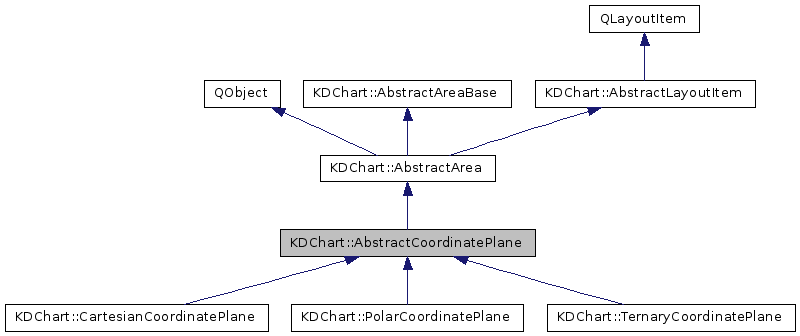 QLayoutItem
QObject
KDChart::AbstractAreaBase
KDChart::AbstractLayoutItem
KDChart::AbstractArea
KDChart::AbstractCoordinatePlane
KDChart::CartesianCoordinatePlane
KDChart::PolarCoordinatePlane
KDChart::TernaryCoordinatePlane